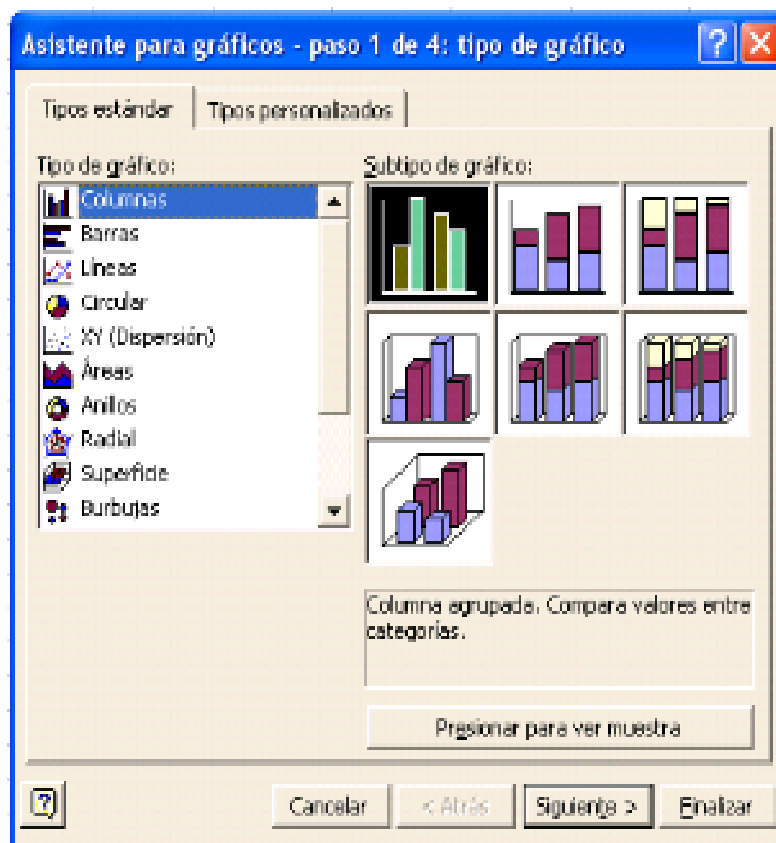 Asistente para gráficos - paso 1 de 4: tipo de gráfico
Tipos estándar
Tipos personalizados
Tipo de gráfico:
Subtipo de gráfico:
Columnas
Barras
Líneas
Circular
XY (Dispersión)
Áreas
Anillos
Radial
Superficie
Burbujas
Columna agrupada. Compara valores entre
categorías.
Presionar para ver muestra
Cancelar
< Atrás
Siguiente >
Finalizar